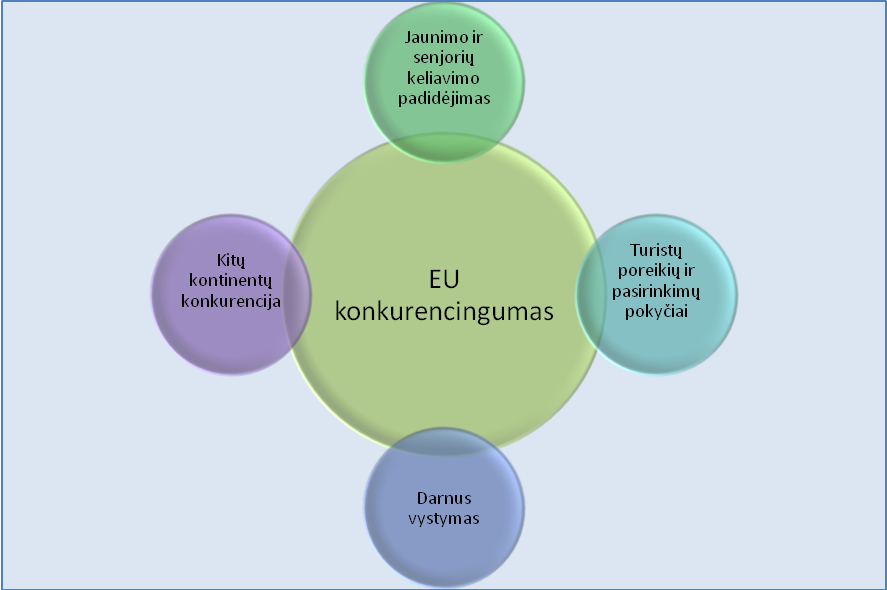 Jaunimo ir
senjorių
keliavimo
padidėjimas
Kitų
kontinentų
konkurencija
EU
konkurencingumas
Turistų
poreikių ir
pasirinkimų
pokyčiai
Darnus
vystymas